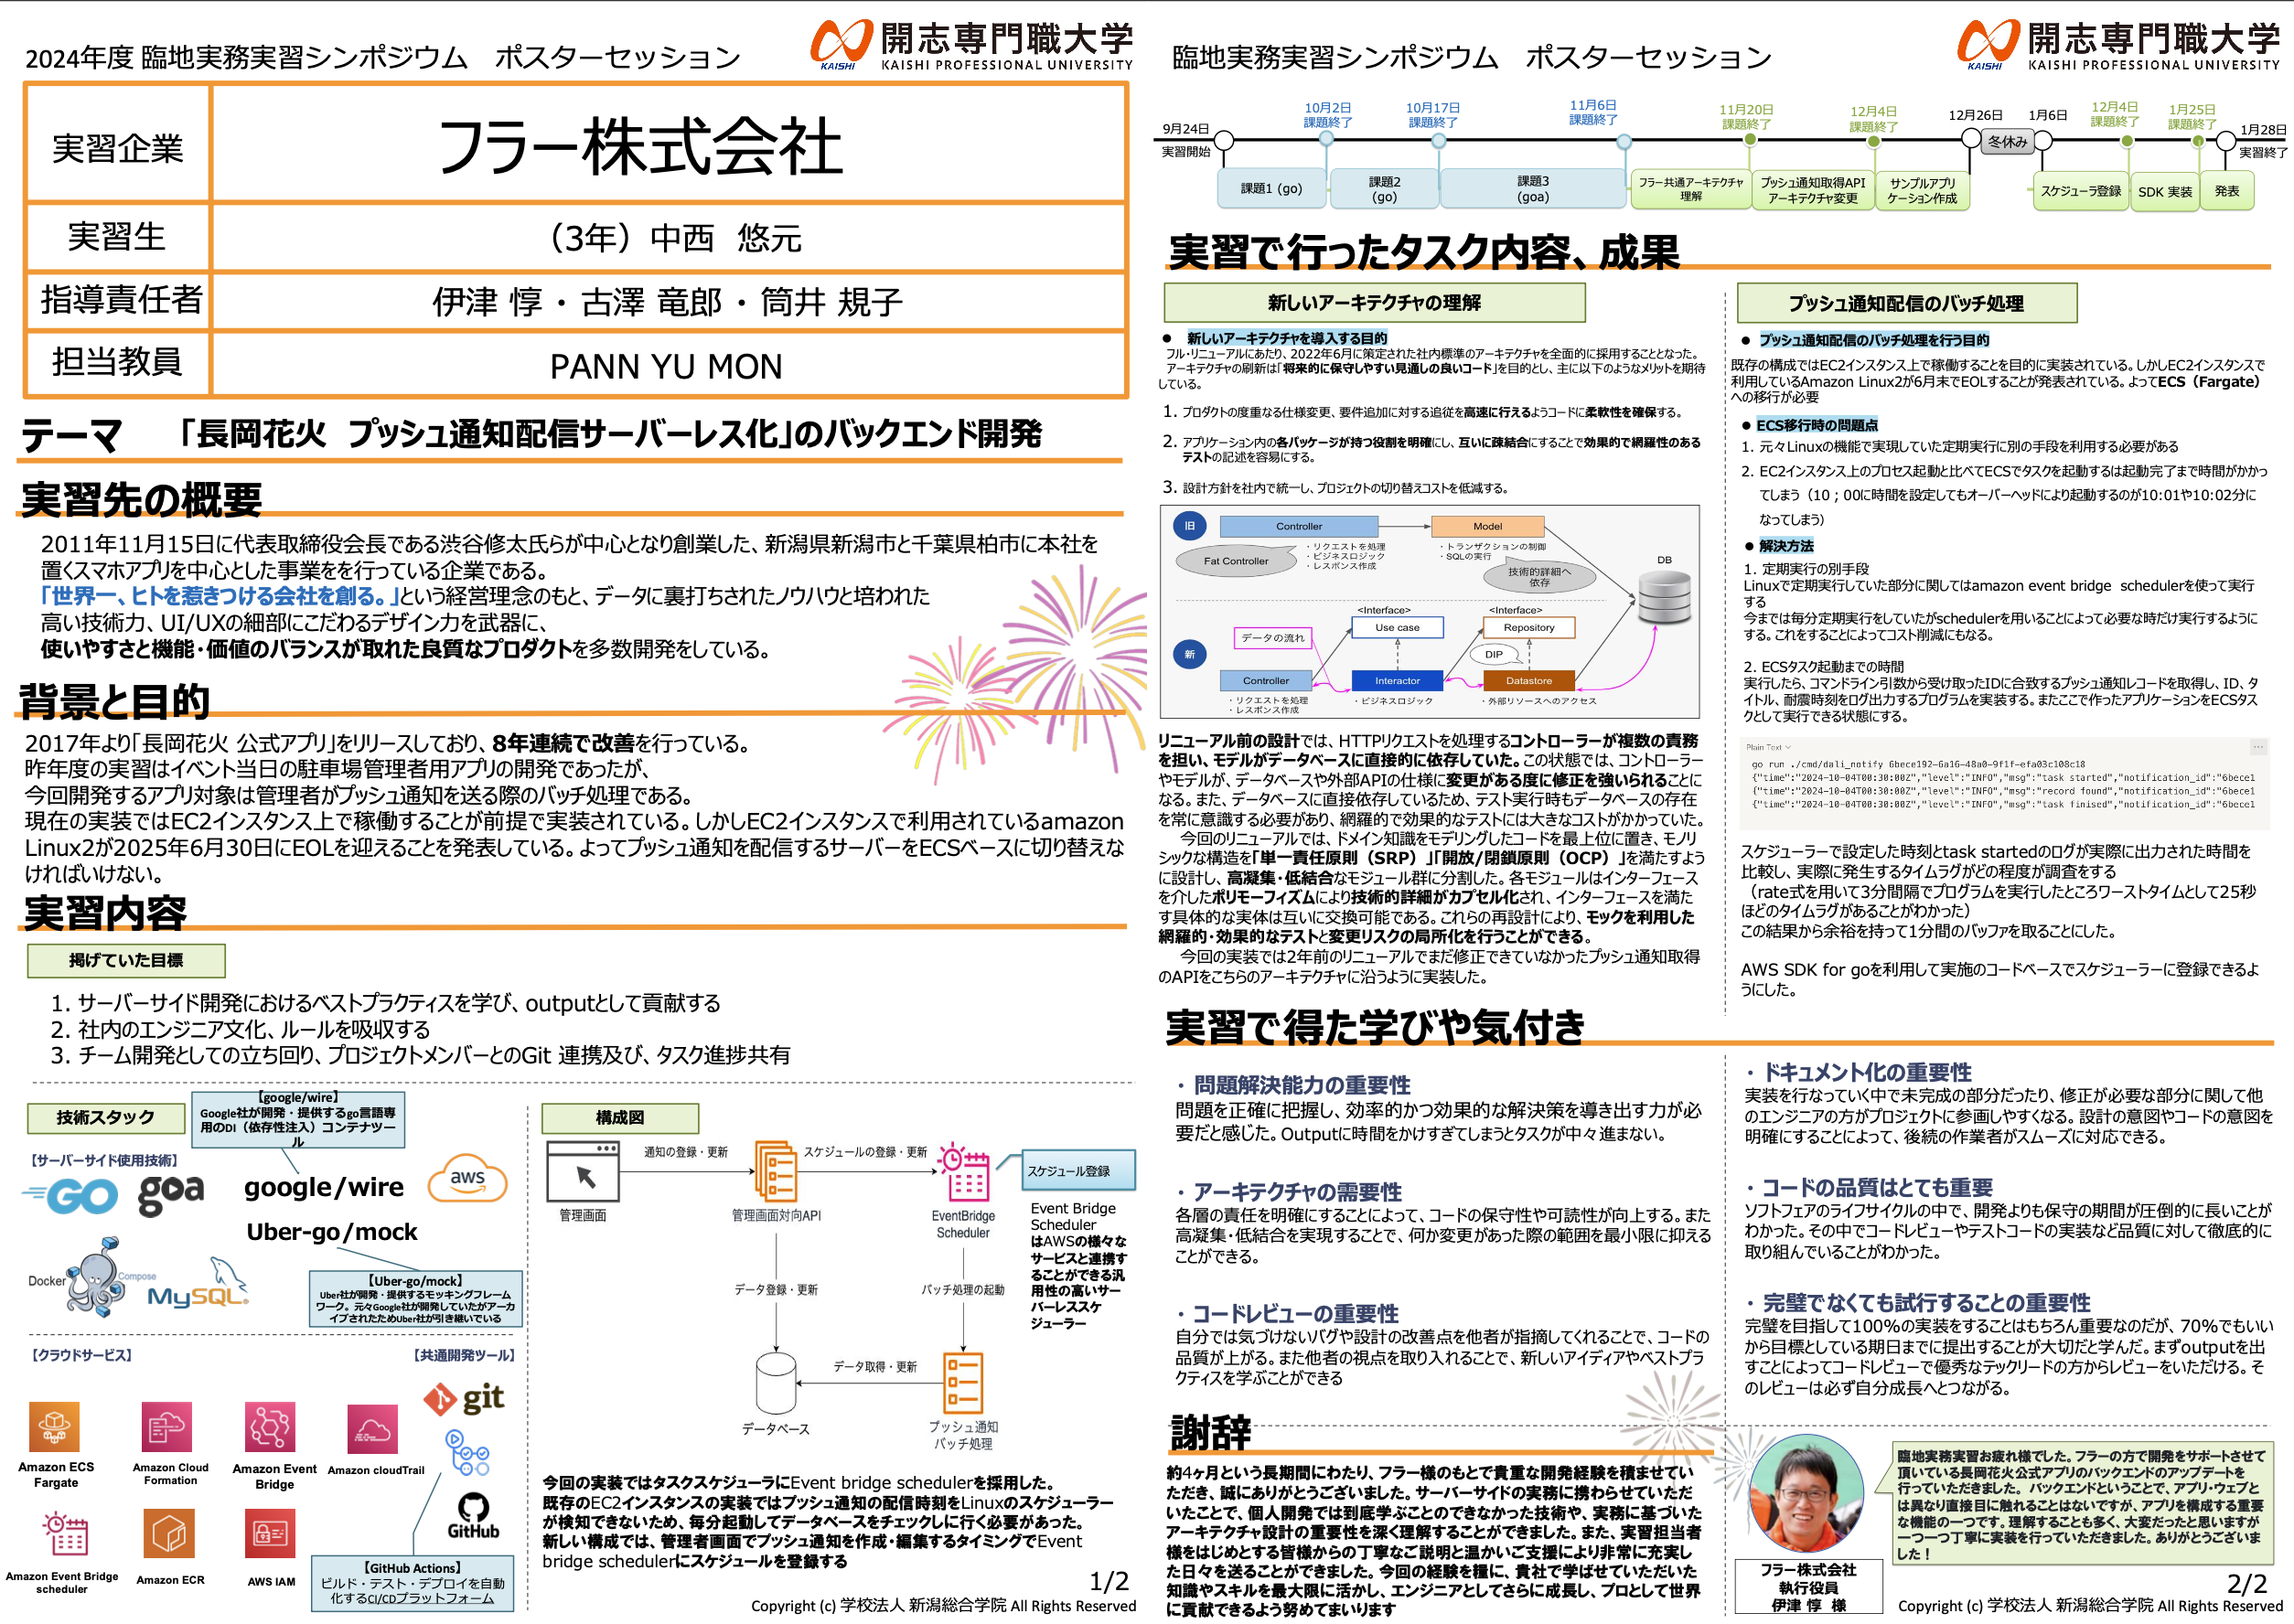 2024年度 臨地実務実習シンポジウム　ポスターセッション
KAISHI
開志専門職大学
KAISHI PROFESSIONAL UNIVERSITY
実習企業
フラー株式会社
実習生
（3年）中西 悠元
指導責任者
伊津 惇・古澤 竜郎・筒井 規子
担当教員
PANN YU MON
テーマ　「長岡花火 プッシュ通知配信サーバーレス化」のバックエンド開発
実習先の概要
2011年11月15日に代表取締役会長である渋谷修太氏らが中心となり創業した、新潟県新潟市と千葉県柏市に本社を
置くスマホアプリを中心とした事業をを行っている企業である。
「世界一、ヒトを惹きつける会社を創る。」という経営理念のもと、データに裏打ちされたノウハウと培われた
高い技術力、UI/UXの細部にこだわるデザイン力を武器に、
使いやすさと機能・価値のバランスが取れた良質なプロダクトを多数開発をしている。
背景と目的
2017年より「長岡花火 公式アプリ」をリリースしており、8年連続で改善を行っている。
昨年度の実習はイベント当日の駐車場管理者用アプリの開発であったが、
今回開発するアプリ対象は管理者がプッシュ通知を送る際のバッチ処理である。
現在の実装ではEC2インスタンス上で稼働することが前提で実装されている。しかしEC2インスタンスで利用されているamazon
Linux2が2025年6月30日にEOLを迎えることを発表している。よってプッシュ通知を配信するサーバーをECSベースに切り替えな
ければいけない。
実習内容
掲げていた目標
1. サーバーサイド開発におけるベストプラクティスを学び、outputとして貢献する
2. 社内のエンジニア文化、ルールを吸収する
3. チーム開発としての立ち回り、プロジェクトメンバーとのGit 連携及び、タスク進捗共有
技術スタック
【google/wire】
Google社が開発・提供するgo言語専
用のDI（依存性注入）コンテナツー
ル
【サーバーサイド使用技術】
GO
goa
google/wire
aws
Uber-go/mock
Docker
Compose
MySQL
【Uber-go/mock】
Uber社が開発・提供するモッキングフレーム
ワーク。元々Google社が開発していたがアーカ
イブされたためUber社が引き継いでいる
【クラウドサービス】
【共通開発ツール】
git
Amazon ECS
Fargate
Amazon Cloud
Formation
Amazon Event
Bridge
Amazon cloudTrail
GitHub
Amazon Event Bridge
scheduler
Amazon ECR
AWS IAM
【GitHub Actions】
ビルド・テスト・デプロイを自動
化するCI/CDプラットフォーム
構成図
通知の登録・更新
スケジュールの登録・更新
スケジュール登録
管理画面
管理画面対向API
EventBridge
Scheduler
Event Bridge
Scheduler
はAWSの様々な
サービスと連携す
ることができる汎
用性の高いサー
バーレススケ
ジューラー
データ登録・更新
バッチ処理の起動
データ取得・更新
データベース
プッシュ通知
バッチ処理
今回の実装ではタスクスケジューラにEvent bridge schedulerを採用した。
既存のEC2インスタンスの実装ではプッシュ通知の配信時刻をLinuxのスケジューラー
が検知できないため、毎分起動してデータベースをチェックしに行く必要があった。
新しい構成では、管理者画面でプッシュ通知を作成・編集するタイミングでEvent
bridge schedulerにスケジュールを登録する
1/2
Copyright (c) 学校法人 新潟総合学院 All Rights Reserved
臨地実務実習シンポジウム　ポスターセッション
KAISHI
開志専門職大学
KAISHI PROFESSIONAL UNIVERSITY
9月24日
実習開始
10月2日
課題終了
10月17日
課題終了
11月6日
課題終了
11月20日
課題終了
12月4日
課題終了
12月26日
冬休み
1月6日
12月4日
課題終了
1月25日
課題終了
1月28日
実習終了
課題1 (go)
課題2
(go)
課題3
(goa)
フラー共通アーキテクチャ
理解
プッシュ通知取得API
アーキテクチャ変更
サンプルアプリ
ケーション作成
スケジューラ登録
SDK 実装
発表
実習で行ったタスク内容、成果
新しいアーキテクチャの理解
● 新しいアーキテクチャを導入する目的
フル・リニューアルにあたり、2022年6月に策定された社内標準のアーキテクチャを全面的に採用することとなった。
アーキテクチャの刷新は「将来的に保守しやすい見通しの良いコード」を目的とし、主に以下のようなメリットを期待
している。
1. プロダクトの度重なる仕様変更、要件追加に対する追従を高速に行えるようコードに柔軟性を確保する。
2. アプリケーション内の各パッケージが持つ役割を明確にし、互いに疎結合にすることで効果的で網羅性のある
テストの記述を容易にする。
3. 設計方針を社内で統一し、プロジェクトの切り替えコストを低減する。
旧
Controller
Model
Fat Controller
・リクエストを処理
・ビジネスロジック
・レスポンス作成
・トランザクションの制御
・SQLの実行
技術的詳細へ
依存
DB
<Interface>
Use case
<Interface>
Repository
データの流れ
DIP
新
Controller
Interactor
Datastore
・リクエストを処理
・レスポンス作成
・ビジネスロジック
・外部リソースへのアクセス
リニューアル前の設計では、HTTPリクエストを処理するコントローラーが複数の責務
を担い、モデルがデータベースに直接的に依存していた。この状態では、コントローラー
やモデルが、データベースや外部APIの仕様に変更がある度に修正を強いられることに
なる。また、データベースに直接依存しているため、テスト実行時もデータベースの存在
を常に意識する必要があり、網羅的で効果的なテストには大きなコストがかかっていた。
今回のリニューアルでは、ドメイン知識をモデリングしたコードを最上位に置き、モノリ
シックな構造を「単一責任原則（SRP）」「開放/閉鎖原則（OCP）」を満たすよう
に設計し、高凝集・低結合なモジュール群に分割した。各モジュールはインターフェース
を介したポリモーフィズムにより技術的詳細がカプセル化され、インターフェースを満た
す具体的な実体は互いに交換可能である。これらの再設計により、モックを利用した
網羅的・効果的なテストと変更リスクの局所化を行うことができる。
今回の実装では2年前のリニューアルでまだ修正できていなかったプッシュ通知取得
のAPIをこちらのアーキテクチャに沿うように実装した。
プッシュ通知配信のバッチ処理
● プッシュ通知配信のバッチ処理を行う目的
既存の構成ではEC2インスタンス上で稼働することを目的に実装されている。しかしEC2インスタンスで
利用しているAmazon Linux2が6月末でEOLすることが発表されている。よってECS（Fargate）
への移行が必要
● ECS移行時の問題点
1. 元々Linuxの機能で実現していた定期実行に別の手段を利用する必要がある
2. EC2インスタンス上のプロセス起動と比べてECSでタスクを起動するは起動完了まで時間がかかっ
てしまう（10；00に時間を設定してもオーバーヘッドにより起動するのが10:01や10:02分に
なってしまう）
● 解決方法
1. 定期実行の別手段
Linuxで定期実行していた部分に関してはamazon event bridge schedulerを使って実行
する
今までは毎分定期実行をしていたがschedulerを用いることによって必要な時だけ実行するように
する。これをすることによってコスト削減にもなる。
2. ECSタスク起動までの時間
実行したら、コマンドライン引数から受け取ったIDに合致するプッシュ通知レコードを取得し、ID、タ
イトル、耐震時刻をログ出力するプログラムを実装する。またここで作ったアプリケーションをECSタス
クとして実行できる状態にする。
Plain Text
go run ./cmd/dali_notify 6bece192-6a16-48a0-9f1f-efa03c108c18
{"time":"2024-10-04T00:30:00Z","level":"INFO","msg":"task started","notification_id":"6bece1
{"time":"2024-10-04T00:30:00Z","level":"INFO","msg":"record found","notification_id":"6bece1
{"time":"2024-10-04T00:30:00Z","level":"INFO","msg":"task finised","notification_id":"6bece1
スケジューラーで設定した時刻とtask startedのログが実際に出力された時間を
比較し、実際に発生するタイムラグがどの程度が調査をする
（rate式を用いて3分間隔でプログラムを実行したところワーストタイムとして25秒
ほどのタイムラグがあることがわかった）
この結果から余裕を持って1分間のバッファを取ることにした。
AWS SDK for goを利用して実施のコードベースでスケジューラーに登録できるよ
うにした。
実習で得た学びや気付き
・問題解決能力の重要性
問題を正確に把握し、効率的かつ効果的な解決策を導き出す力が必
要だと感じた。Outputに時間をかけすぎてしまうとタスクが中々進まない。
・アーキテクチャの需要性
各層の責任を明確にすることによって、コードの保守性や可読性が向上する。また
高凝集・低結合を実現することで、何か変更があった際の範囲を最小限に抑える
ことができる。
・コードレビューの重要性
自分では気づけないバグや設計の改善点を他者が指摘してくれることで、コードの
品質が上がる。また他者の視点を取り入れることで、新しいアイディアやベストプラ
クティスを学ぶことができる
・ドキュメント化の重要性
実装を行なっていく中で未完成の部分だったり、修正が必要な部分に関して他
のエンジニアの方がプロジェクトに参画しやすくなる。設計の意図やコードの意図を
明確にすることによって、後続の作業者がスムーズに対応できる。
・コードの品質はとても重要
ソフトフェアのライフサイクルの中で、開発よりも保守の期間が圧倒的に長いことが
わかった。その中でコードレビューやテストコードの実装など品質に対して徹底的に
取り組んでいることがわかった。
・完璧でなくても試行することの重要性
完璧を目指して100%の実装をすることはもちろん重要なのだが、70%でもいい
から目標としている期日までに提出することが大切だと学んだ。まずoutputを出
すことによってコードレビューで優秀なテックリードの方からレビューをいただける。そ
のレビューは必ず自分成長へとつながる。
謝辞
約4ヶ月という長期間にわたり、フラー様のもとで貴重な開発経験を積ませてい
ただき、誠にありがとうございました。サーバーサイドの実務に携わらせていただ
いたことで、個人開発では到底学ぶことのできなかった技術や、実務に基づいた
アーキテクチャ設計の重要性を深く理解することができました。また、実習担当者
様をはじめとする皆様からの丁寧なご説明と温かいご支援により非常に充実し
た日々を送ることができました。今回の経験を糧に、貴社で学ばせていただいた
知識やスキルを最大限に活かし、エンジニアとしてさらに成長し、プロとして世界
に貢献できるよう努めてまいります
フラー株式会社
執行役員
伊津 惇 様
臨地実務実習お疲れ様でした。フラーの方で開発をサポートさせて
頂いている長岡花火公式アプリのバックエンドのアップデートを
行っていただきました。バックエンドということで、アプリ・ウェブと
は異なり直接目に触れることはないですが、アプリを構成する重要
な機能の一つです。理解することも多く、大変だったと思いますが
一つ一つ丁寧に実装を行っていただきました。ありがとうございま
した！
2/2
Copyright (c) 学校法人 新潟総合学院 All Rights Reserved